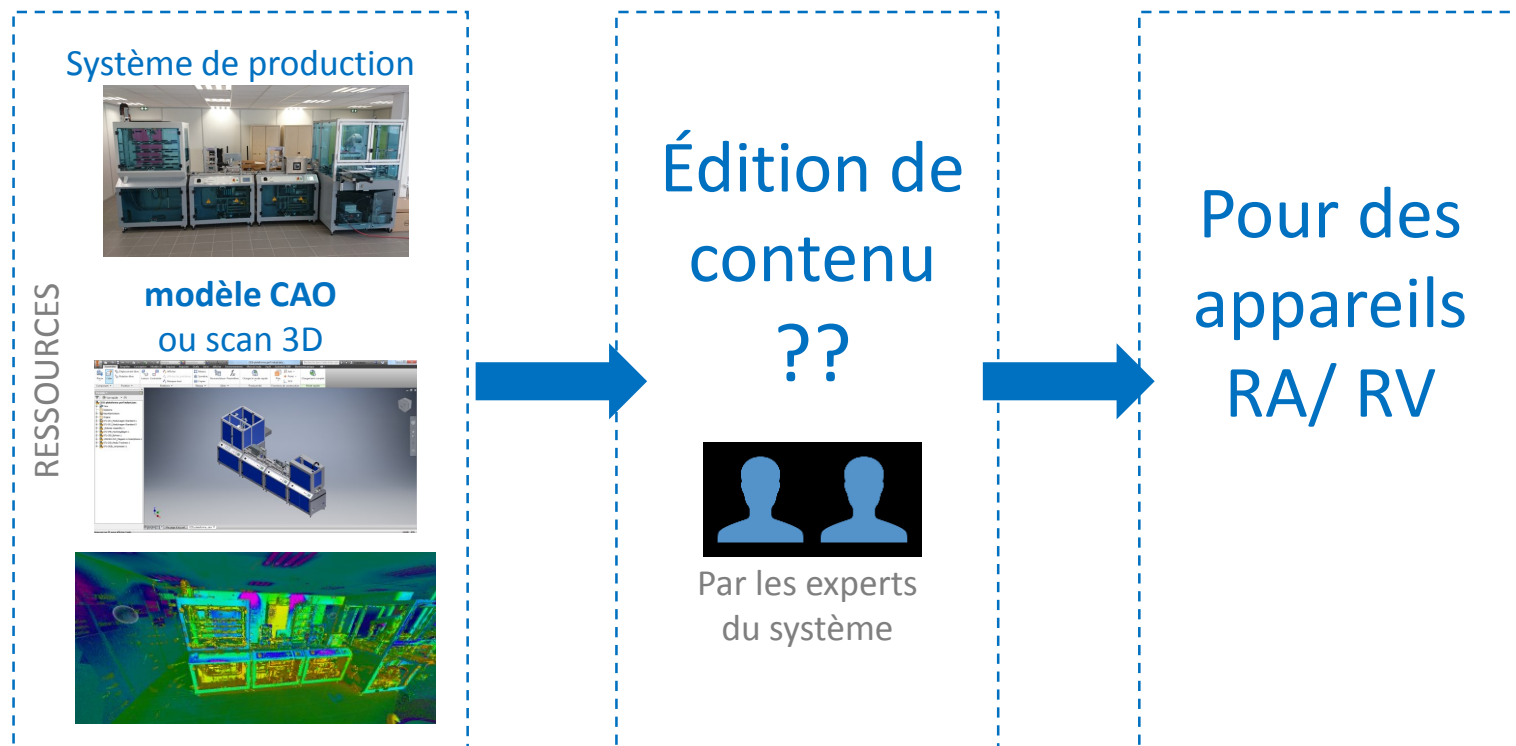 Système de production
RESSOURCES
modèle CAO
ou scan 3D
Édition de
contenu
??
Par les experts
du système
Pour des
appareils
RA/ RV